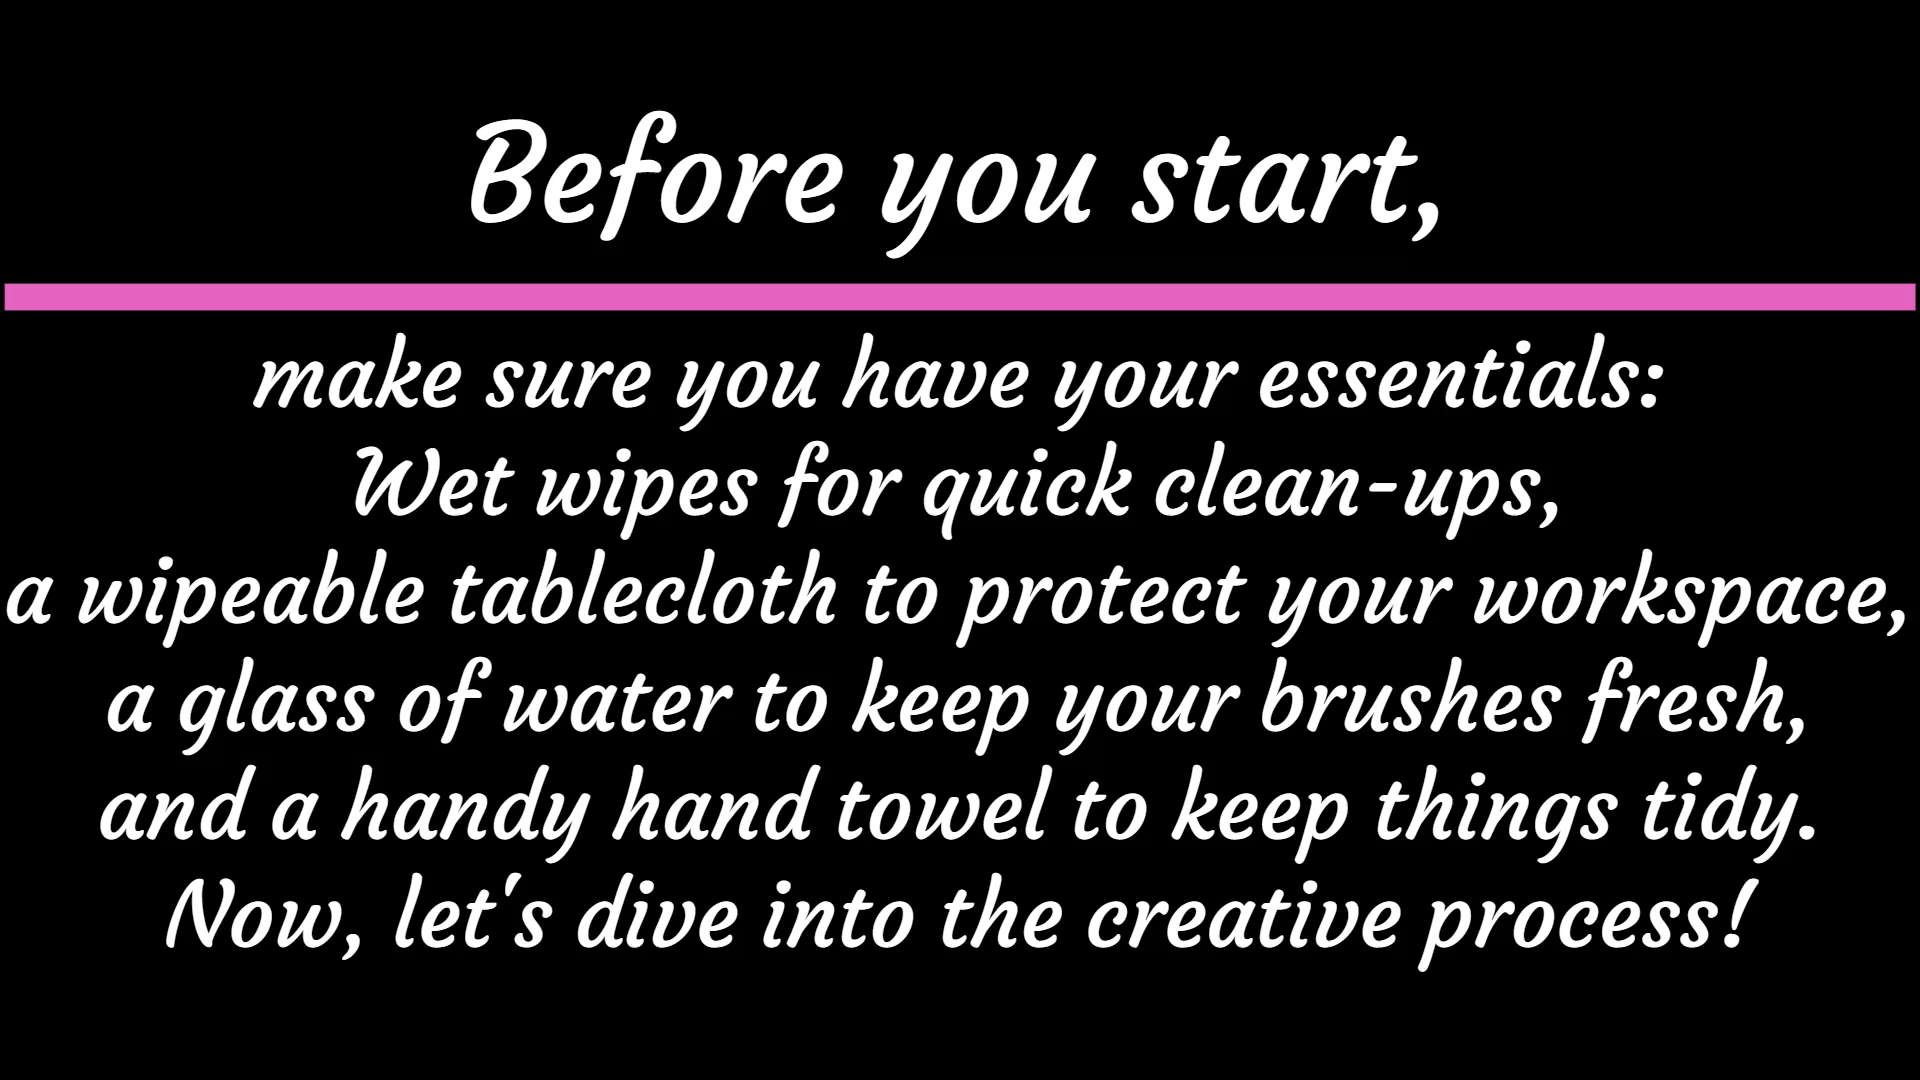 Before you start,
make sure you have your essentials:
Wet wipes for quick clean-ups,
a wipeable tablecloth to protect your workspace,
a glass of water to keep your brushes fresh,
and a handy hand towel to keep things tidy.
Now, let's dive into the creative process!